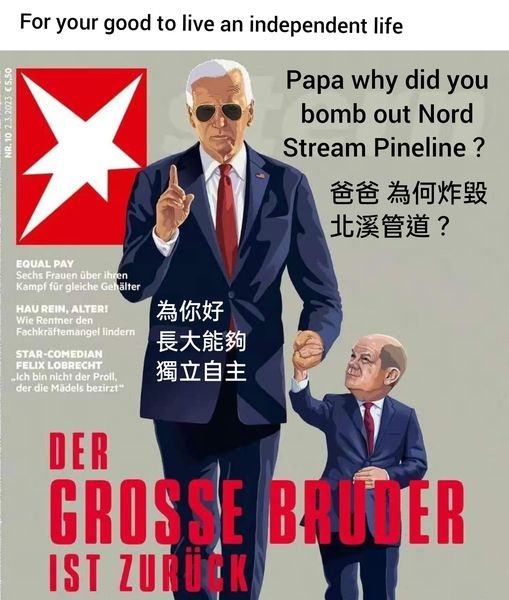 For your good to live an independent life
NR. 10 2.3.2023 € 5,50
Papa why did you
bomb out Nord
Stream Pineline ?
爸爸 為何炸毀
北溪管道？
EQUAL PAY
Sechs Frauen über ihren
Kampf für gleiche Gehälter
HAU REIN, ALTER!
Wie Rentner den
Fachkräftemangel lindern
STAR-COMEDIAN
FELIX LOBRECHT
„Ich bin nicht der Proll,
der die Mädels bezirzt“
為你好
長大能夠
獨立自主
DER
GROSSE BRUDER
IST ZURÜCK